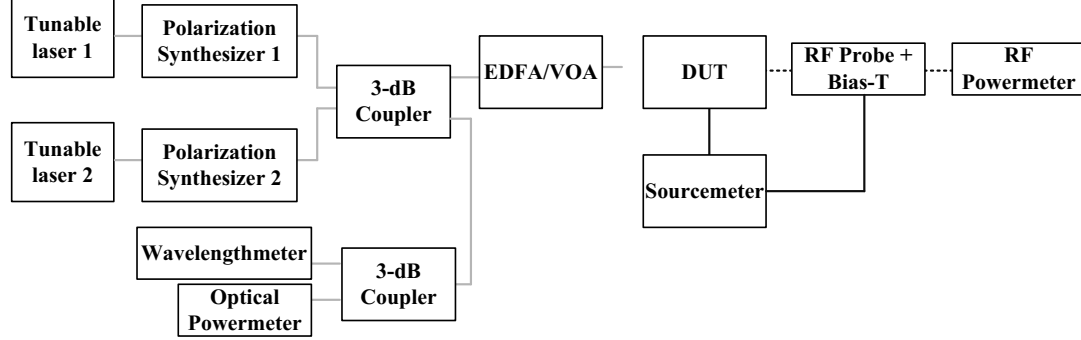 Tunable
laser 1
Polarization
Synthesizer 1
3-dB
Coupler
EDFA/VOA
DUT
RF Probe +
Bias-T
RF
Powermeter
Tunable
laser 2
Polarization
Synthesizer 2
Sourcemeter
Wavelengthmeter
3-dB
Coupler
Optical
Powermeter